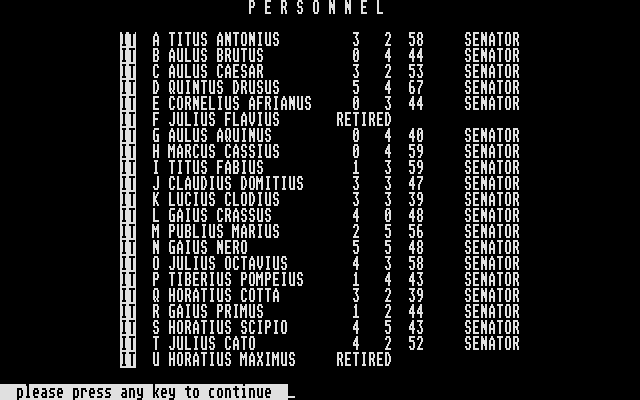 P E R S O N N E L
IT A TITUS ANTONIUS 3 2 58 SENATOR
IT B AULUS BRUTUS 0 4 44 SENATOR
IT C AULUS CAESAR 3 2 53 SENATOR
IT D QUINTUS DRUSUS 5 4 67 SENATOR
IT E CORNELIUS AFRIANUS 0 3 44 SENATOR
IT F JULIUS FLAVIUS RETIRED
IT G AULUS AQUINUS 0 4 40 SENATOR
IT H MARCUS CASSIUS 0 4 59 SENATOR
IT I TITUS FABIUS 1 3 59 SENATOR
IT J CLAUDIUS DOMITIUS 3 3 47 SENATOR
IT K LUCIUS CLODIUS 3 3 39 SENATOR
IT L GAIUS CRASSUS 4 0 48 SENATOR
IT M PUBLIUS MARIUS 2 5 56 SENATOR
IT N GAIUS NERO 5 5 48 SENATOR
IT O JULIUS OCTAVIUS 4 3 58 SENATOR
IT P TIBERIUS POMPEIUS 1 4 43 SENATOR
IT Q HORATIUS COTTA 3 2 39 SENATOR
IT R GAIUS PRIMUS 1 2 44 SENATOR
IT S HORATIUS SCIPIO 4 5 43 SENATOR
IT T JULIUS CATO 4 2 52 SENATOR
IT U HORATIUS MAXIMUS RETIRED
please press any key to continue _